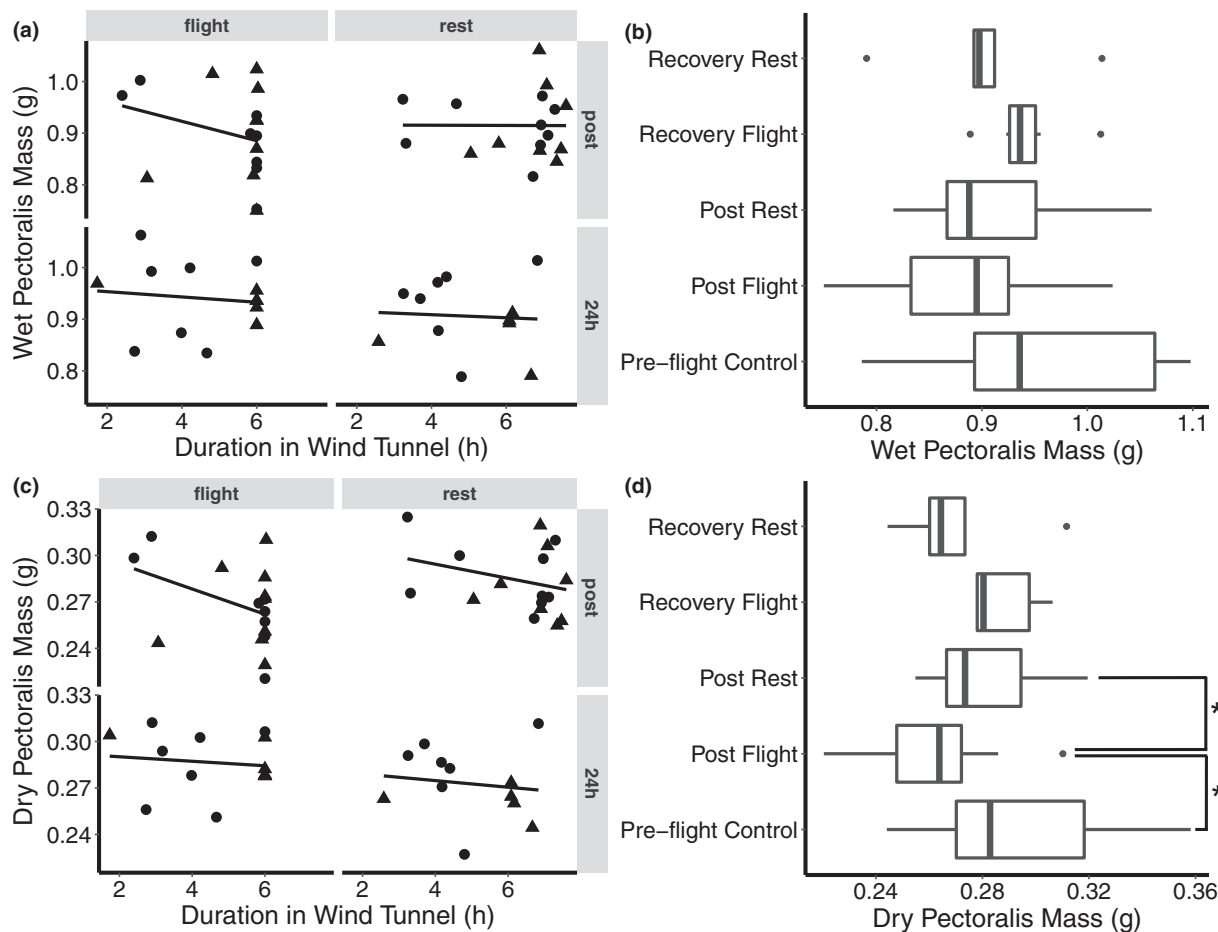 (a)
flight
rest
Wet Pectoralis Mass (g)
1.0
0.9
0.8
post
1.0
0.9
0.8
24h
2
4
6
2
4
6
Duration in Wind Tunnel (h)
(b)
Recovery Rest
Recovery Flight
Post Rest
Post Flight
Pre−flight Control
0.8
0.9
1.0
1.1
Wet Pectoralis Mass (g)
(c)
flight
rest
Dry Pectoralis Mass (g)
0.33
0.30
0.27
0.24
post
0.33
0.30
0.27
0.24
24h
2
4
6
2
4
6
Duration in Wind Tunnel (h)
(d)
Recovery Rest
Recovery Flight
Post Rest
Post Flight
Pre−flight Control
*
*
0.24
0.28
0.32
0.36
Dry Pectoralis Mass (g)